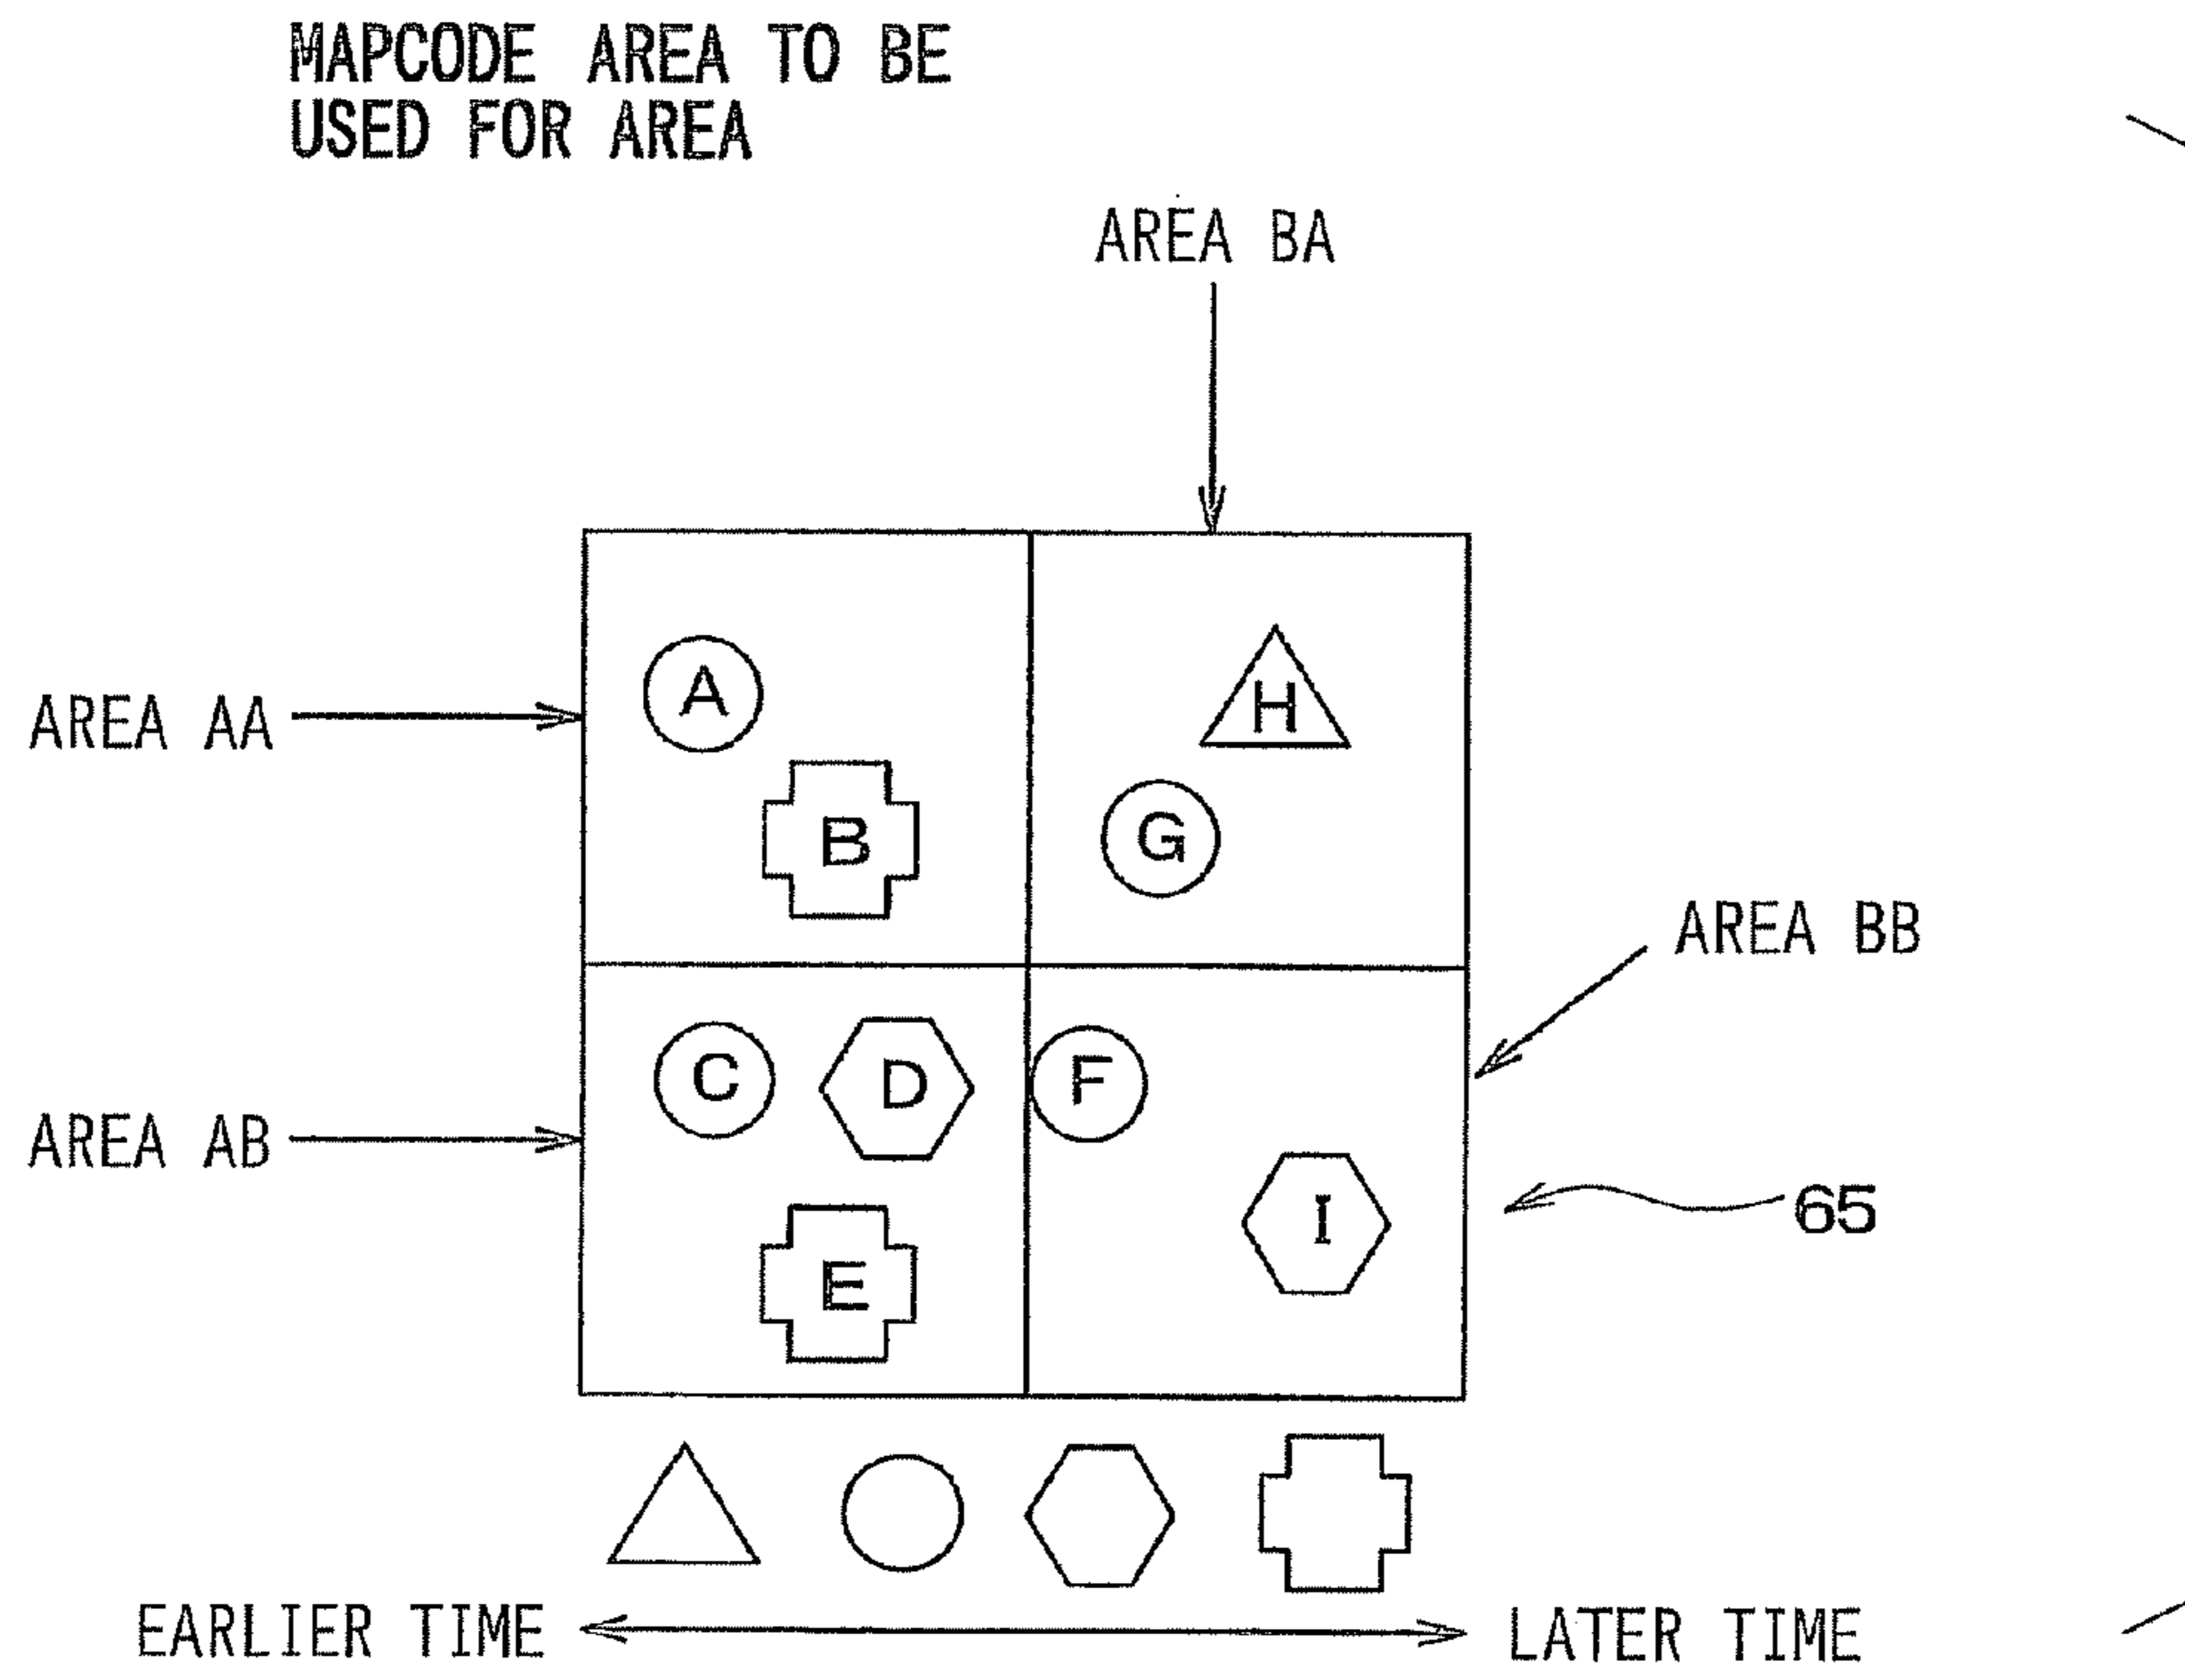 MAPCODE AREA TO BE
USED FOR AREA
AREA BA
AREA AA
A
H
B
G
AREA BB
C
D
F
AREA AB
65
I
E
EARLIER TIME
LATER TIME